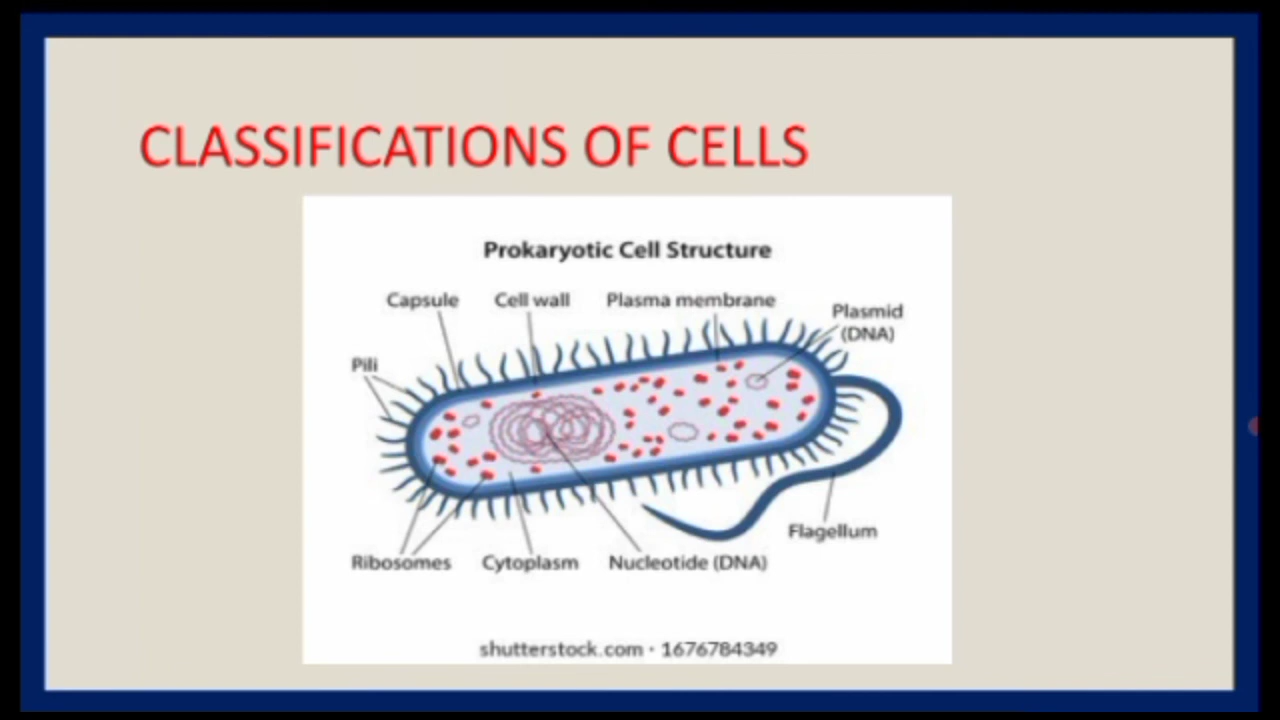 CLASSIFICATIONS OF CELLS
Prokaryotic Cell Structure
Capsule Cell wall Plasma membrane
Plasmid
(DNA)
Pili
Flagellum
Ribosomes Cytoplasm Nucleotide (DNA)
shutterstock.com · 1676784349